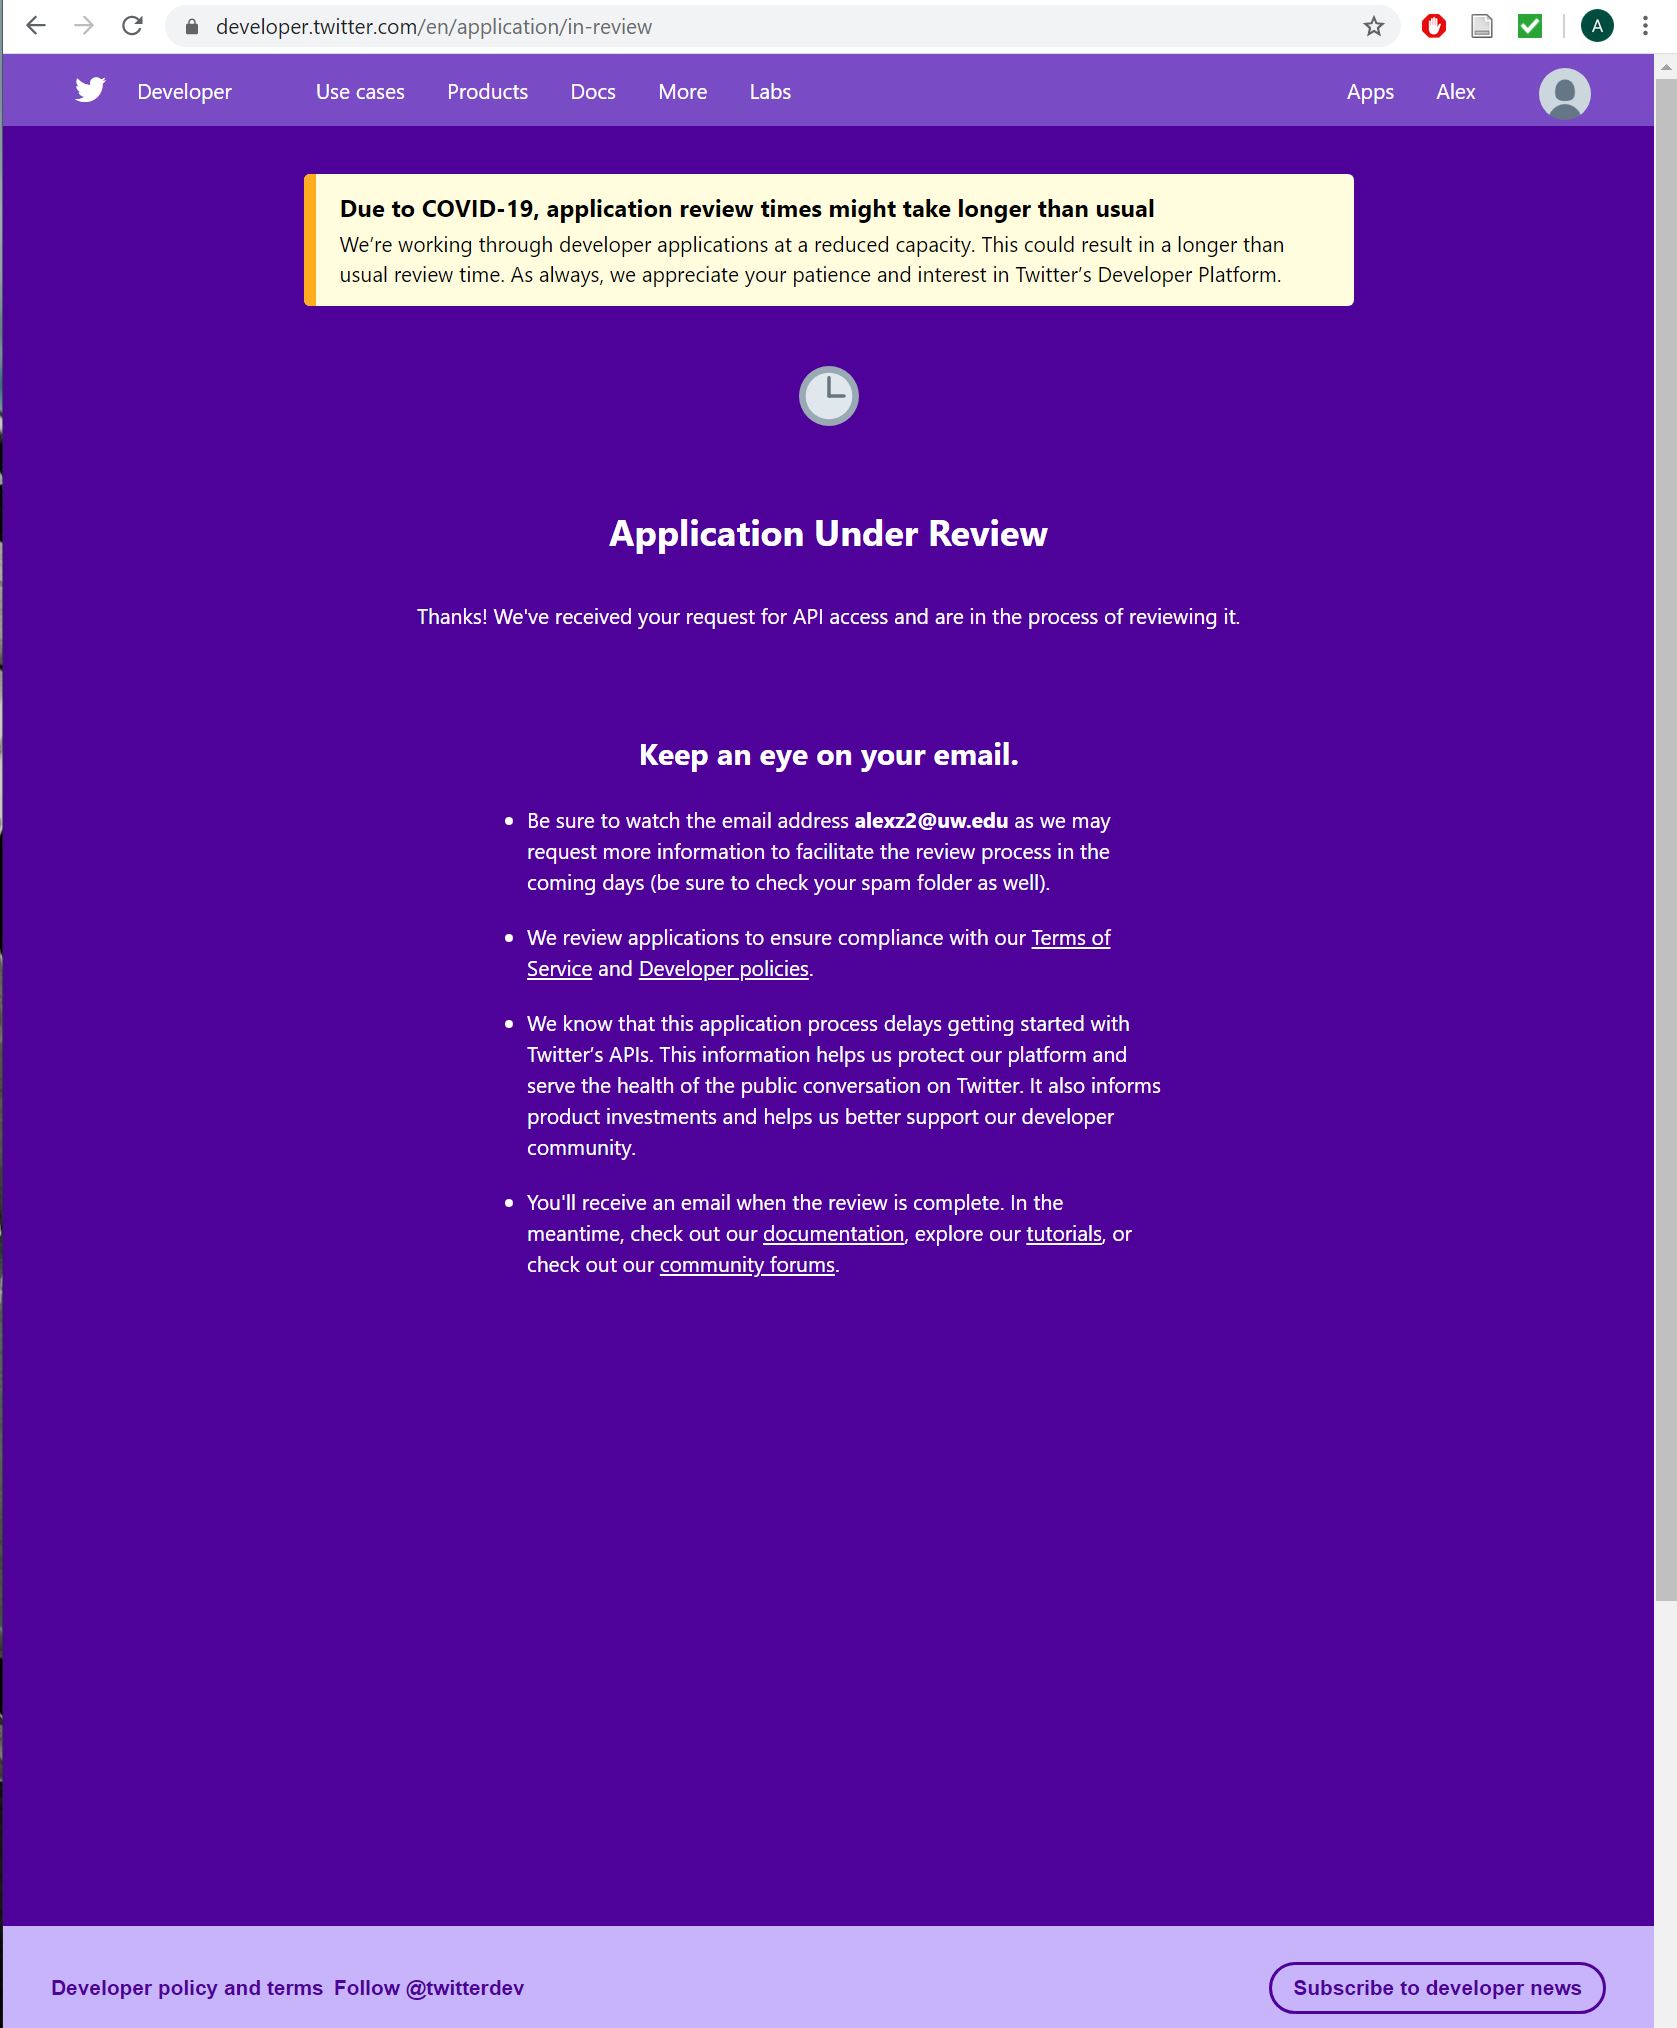 developer.twitter.com/en/application/in-review
A
Developer Use cases Products Docs More Labs Apps Alex
Due to COVID-19, application review times might take longer than usual
We’re working through developer applications at a reduced capacity. This could result in a longer than
usual review time. As always, we appreciate your patience and interest in Twitter’s Developer Platform.
Application Under Review
Thanks! We've received your request for API access and are in the process of reviewing it.
Keep an eye on your email.
• Be sure to watch the email address alexz2@uw.edu as we may
request more information to facilitate the review process in the
coming days (be sure to check your spam folder as well).
• We review applications to ensure compliance with our Terms of
Service and Developer policies.
• We know that this application process delays getting started with
Twitter’s APIs. This information helps us protect our platform and
serve the health of the public conversation on Twitter. It also informs
product investments and helps us better support our developer
community.
• You'll receive an email when the review is complete. In the
meantime, check out our documentation, explore our tutorials, or
check out our community forums.
Developer policy and terms Follow @twitterdev Subscribe to developer news